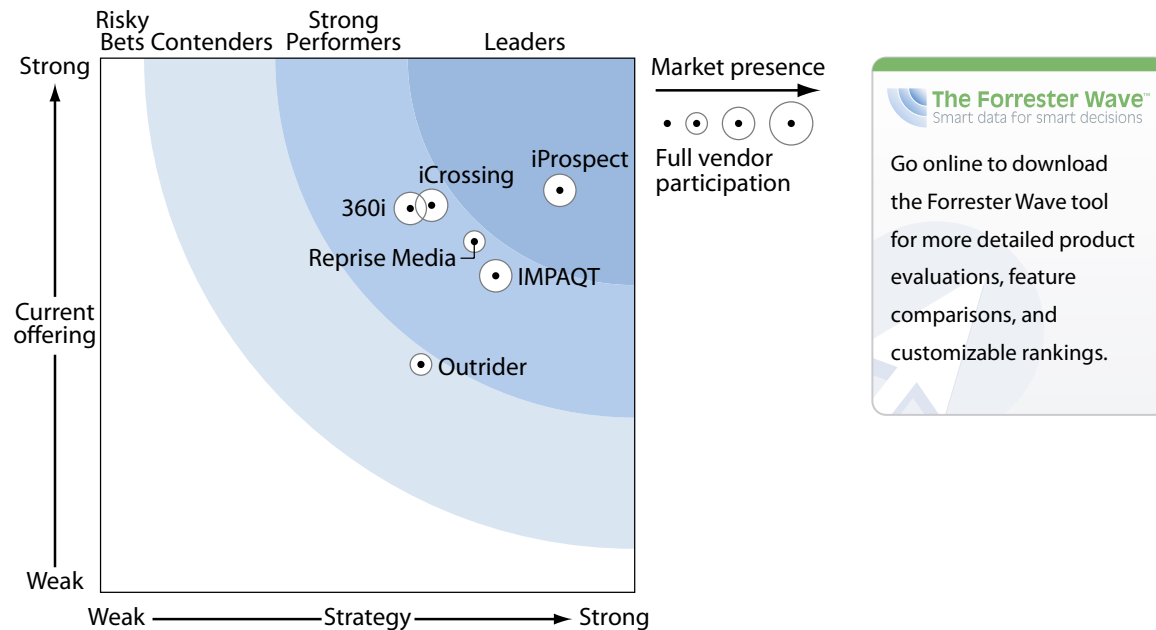 Risky
Bets
Contenders
Strong
Performers
Leaders
Strong
Current
offering
Weak
Weak
Strategy
Strong
iProspect
iCrossing
360i
Reprise Media
IMPAQT
Outrider
Market presence
Full vendor
participation
The Forrester Wave™
Smart data for smart decisions
Go online to download
the Forrester Wave tool
for more detailed product
evaluations, feature
comparisons, and
customizable rankings.